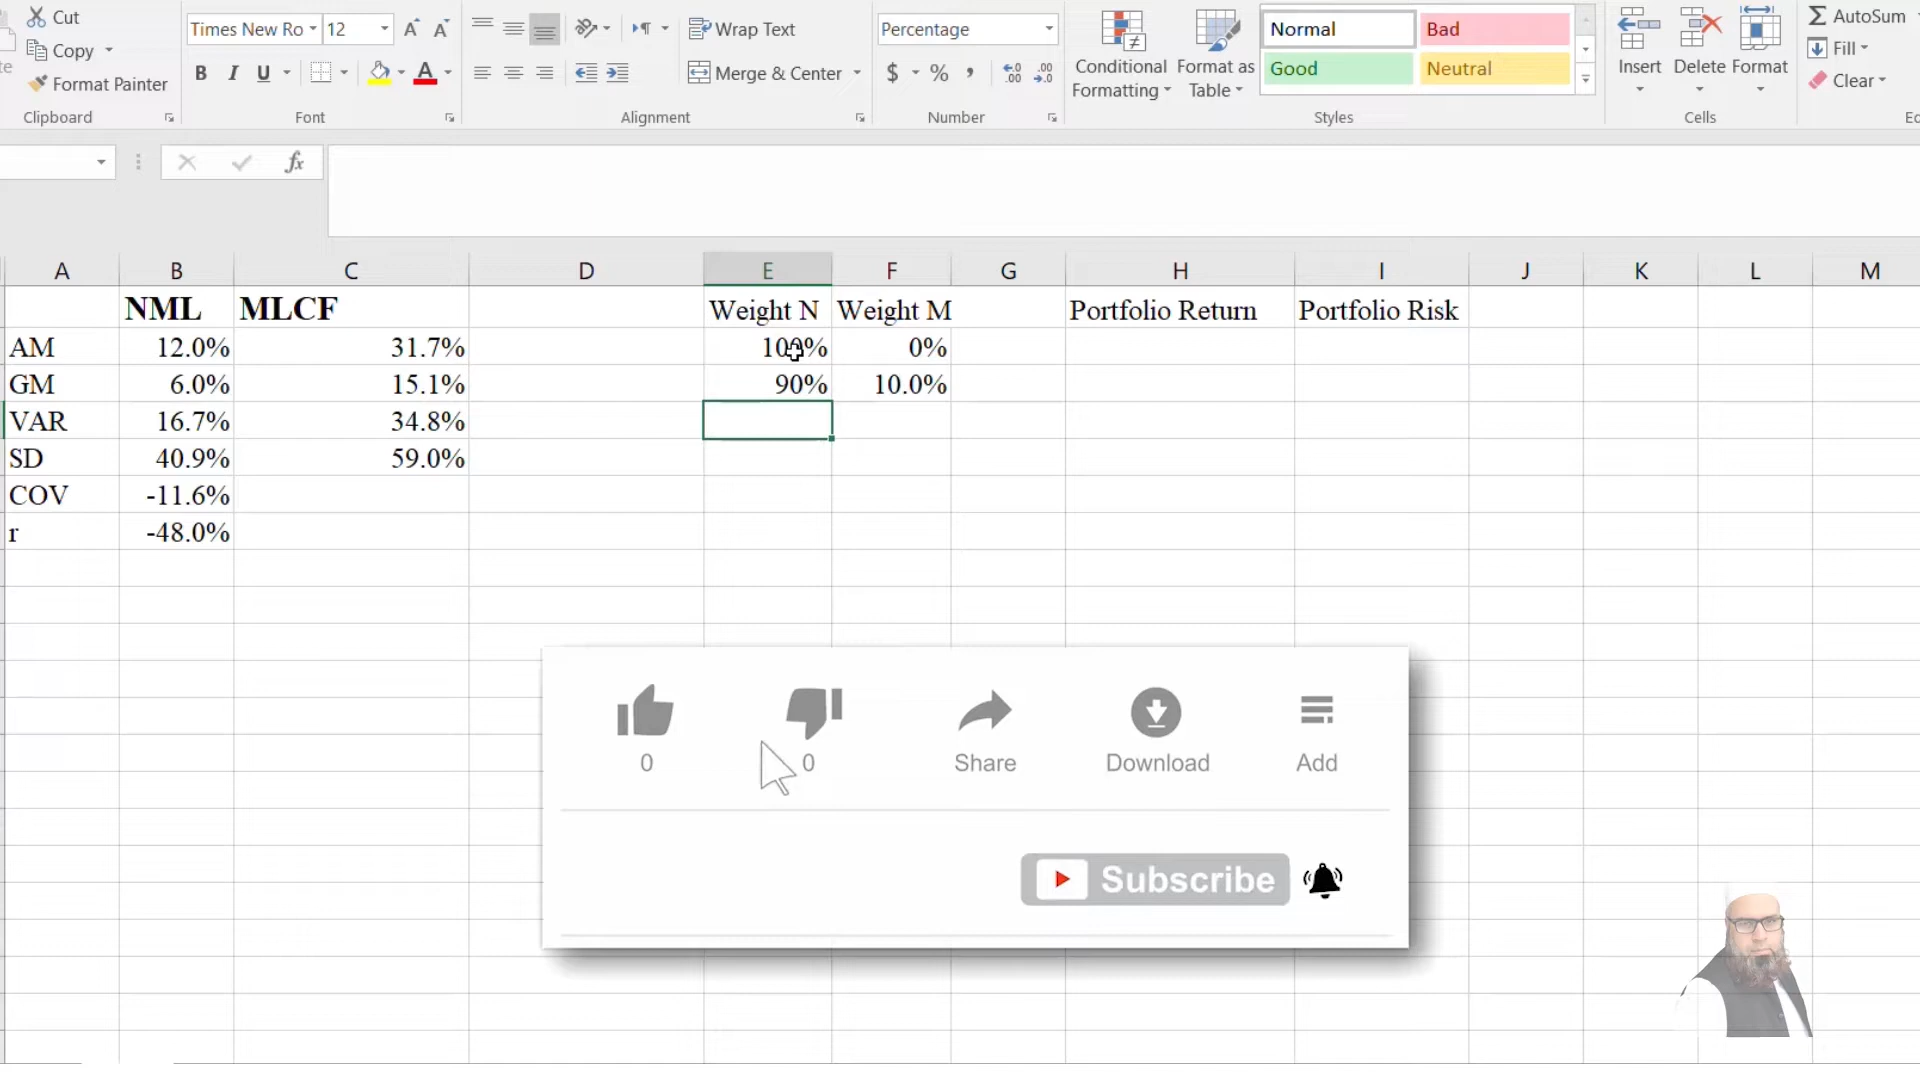 Cut
Copy
Format Painter
Clipboard
Times New Ro 12
B I U
Font
Wrap Text
Merge & Center
Alignment
Percentage
$ % ,
Number
Conditional Formatting
Format as Table
Normal Bad
Good Neutral
Styles
Insert Delete Format
Cells
AutoSum
Fill
Clear
fx
A B C D E F G H I J K L M
NML MLCF Weight N Weight M Portfolio Return Portfolio Risk
AM 12.0% 31.7% 100% 0%
GM 6.0% 15.1% 90% 10.0%
VAR 16.7% 34.8%
SD 40.9% 59.0%
COV -11.6%
r -48.0%
0 0 Share Download Add
Subscribe